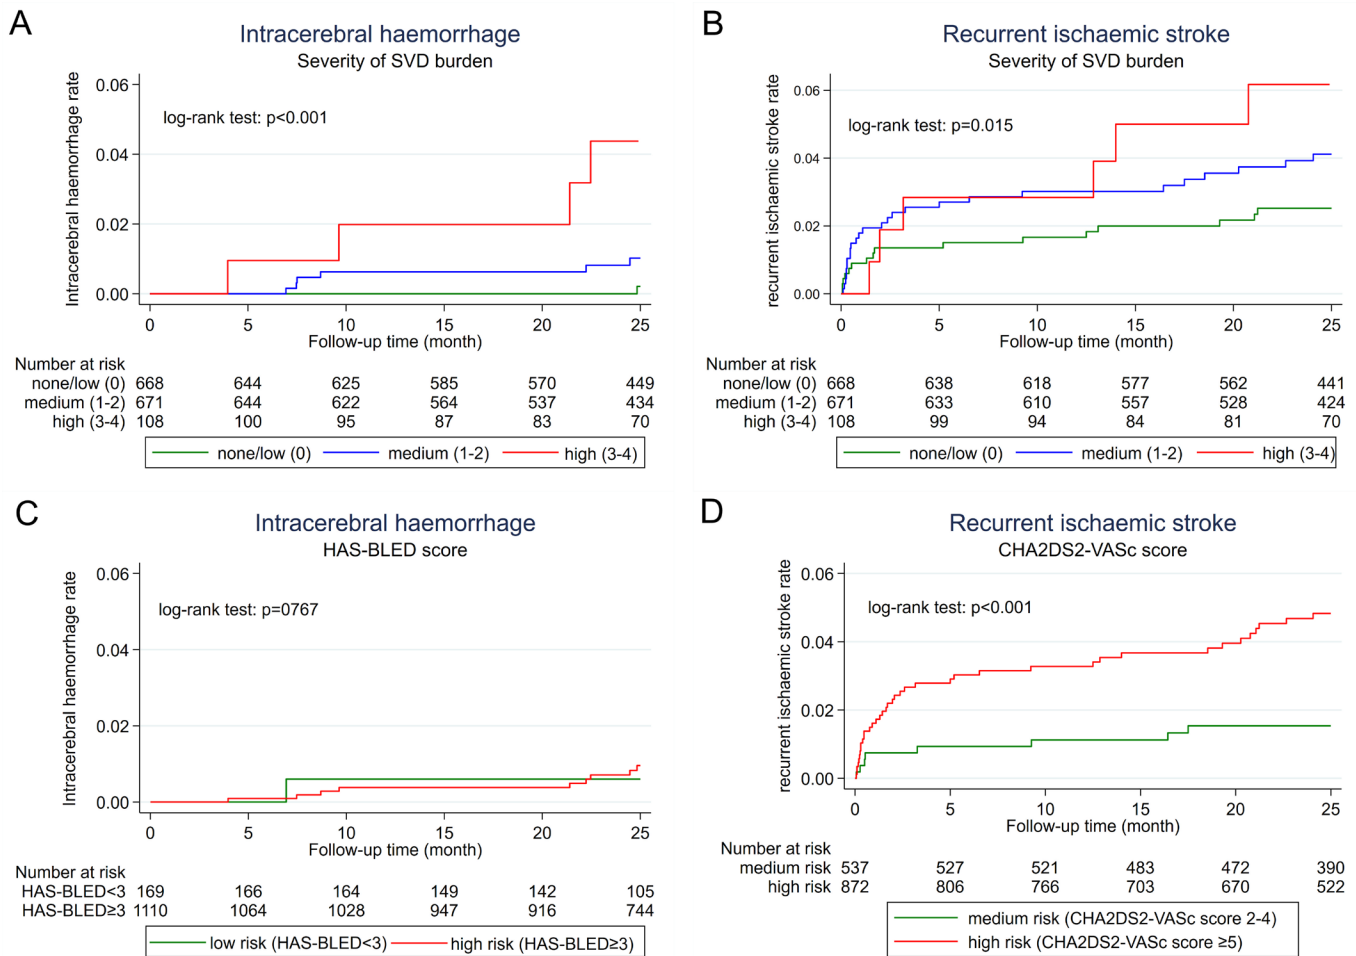 A
Intracerebral haemorrhage
Severity of SVD burden
Intracerebral haemorrhage rate
0.06
0.04
0.02
0.00
log-rank test: p<0.001
0 5 10 15 20 25
Follow-up time (month)
Number at risk
none/low (0) 668 644 625 585 570 449
medium (1-2) 671 644 622 564 537 434
high (3-4) 108 100 95 87 83 70
none/low (0) medium (1-2) high (3-4)
B
Recurrent ischaemic stroke
Severity of SVD burden
recurrent ischaemic stroke rate
0.06
0.04
0.02
0.00
log-rank test: p=0.015
0 5 10 15 20 25
Follow-up time (month)
Number at risk
none/low (0) 668 638 618 577 562 441
medium (1-2) 671 633 610 557 528 424
high (3-4) 108 99 94 84 81 70
none/low (0) medium (1-2) high (3-4)
C
Intracerebral haemorrhage
HAS-BLED score
Intracerebral haemorrhage rate
0.06
0.04
0.02
0.00
log-rank test: p=0767
0 5 10 15 20 25
Follow-up time (month)
Number at risk
HAS-BLED<3 169 166 164 149 142 105
HAS-BLED≥3 1110 1064 1028 947 916 744
low risk (HAS-BLED<3) high risk (HAS-BLED≥3)
D
Recurrent ischaemic stroke
CHA2DS2-VASc score
recurrent ischaemic stroke rate
0.06
0.04
0.02
0.00
log-rank test: p<0.001
0 5 10 15 20 25
Follow-up time (month)
Number at risk
medium risk 537 527 521 483 472 390
high risk 872 806 766 703 670 522
medium risk (CHA2DS2-VASc score 2-4)
high risk (CHA2DS2-VASc score ≥5)